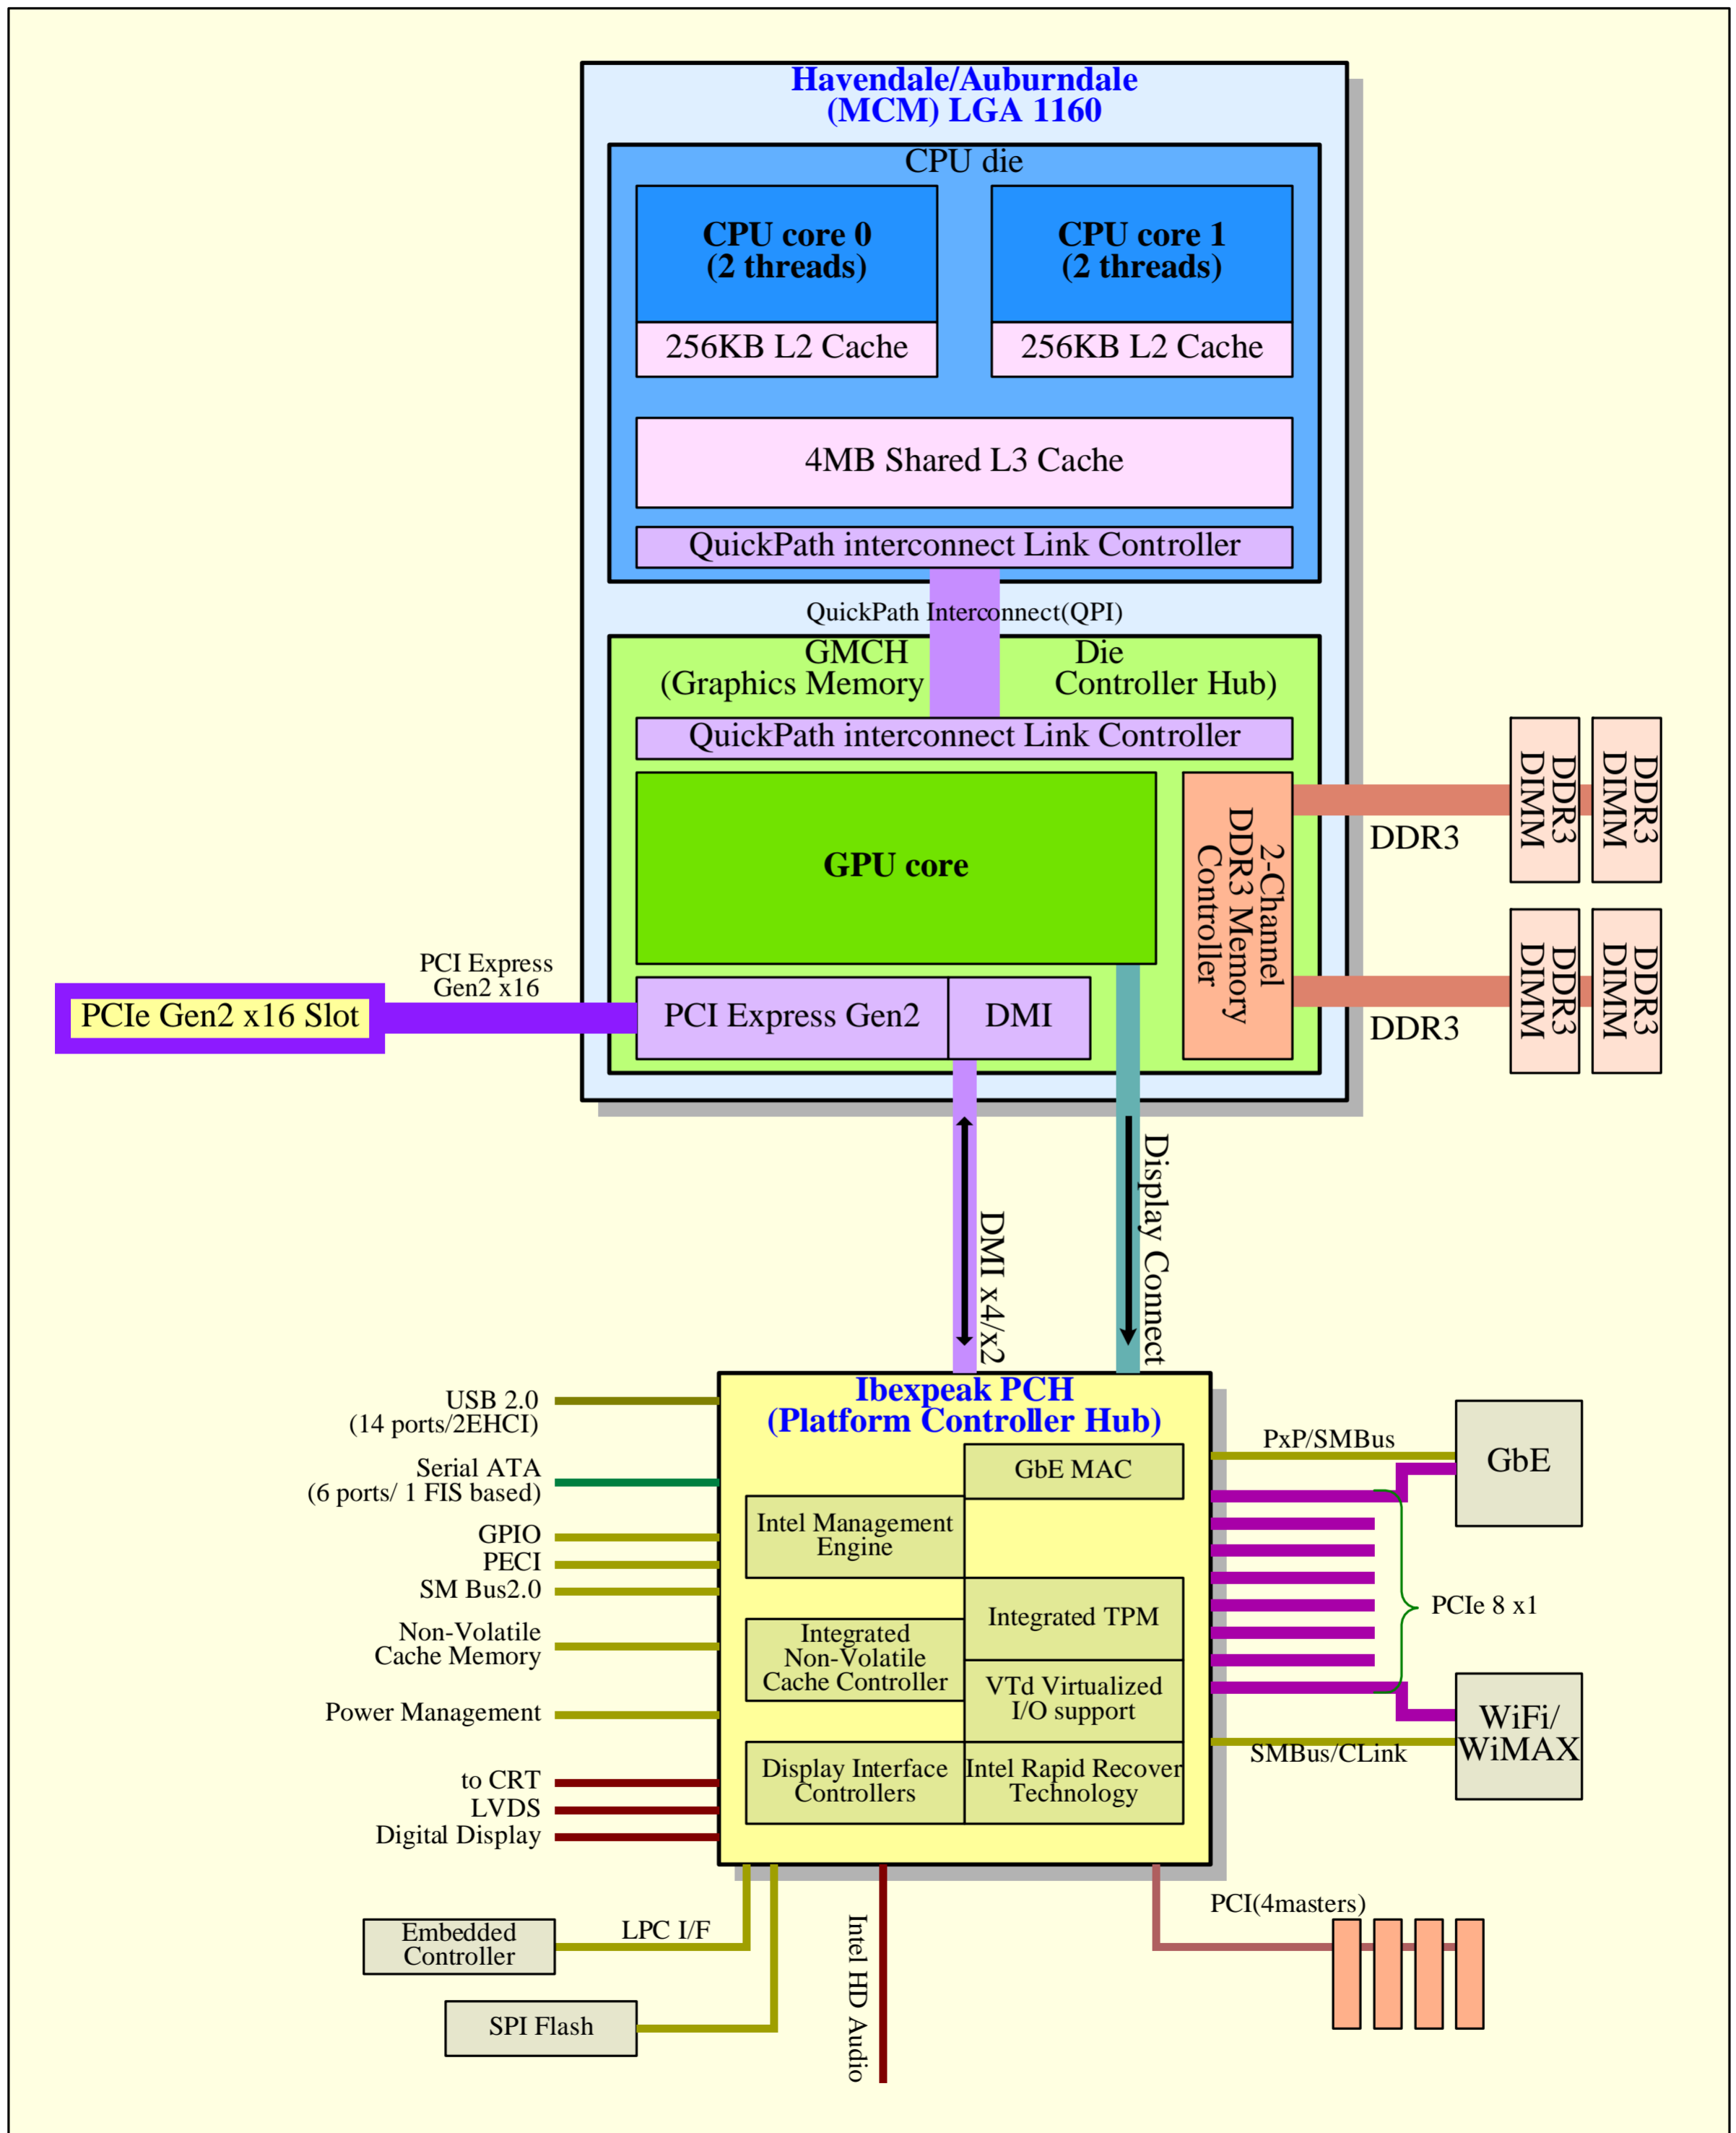 Havendale/Auburndale
(MCM) LGA 1160
CPU die
CPU core 0
(2 threads)
CPU core 1
(2 threads)
256KB L2 Cache
256KB L2 Cache
4MB Shared L3 Cache
QuickPath interconnect Link Controller
QuickPath Interconnect(QPI)
GMCH Die
(Graphics Memory Controller Hub)
QuickPath interconnect Link Controller
GPU core
2-Channel
DDR3 Memory
Controller
DDR3
DDR3
DIMM
DDR3
DIMM
DDR3
DDR3
DIMM
DDR3
DIMM
PCI Express
Gen2 x16
PCIe Gen2 x16 Slot
PCI Express Gen2
DMI
DMI x4/x2
Display Connect
Ibexpeak PCH
(Platform Controller Hub)
USB 2.0
(14 ports/2EHCI)
Serial ATA
(6 ports/ 1 FIS based)
GPIO
PECI
SM Bus2.0
Non-Volatile
Cache Memory
Power Management
to CRT
LVDS
Digital Display
GbE MAC
Intel Management
Engine
Integrated TPM
Integrated
Non-Volatile
Cache Controller
VTd Virtualized
I/O support
Display Interface
Controllers
Intel Rapid Recover
Technology
PxP/SMBus
GbE
PCIe 8 x1
WiFi/
WiMAX
SMBus/CLink
Embedded
Controller
LPC I/F
SPI Flash
Intel HD Audio
PCI(4masters)